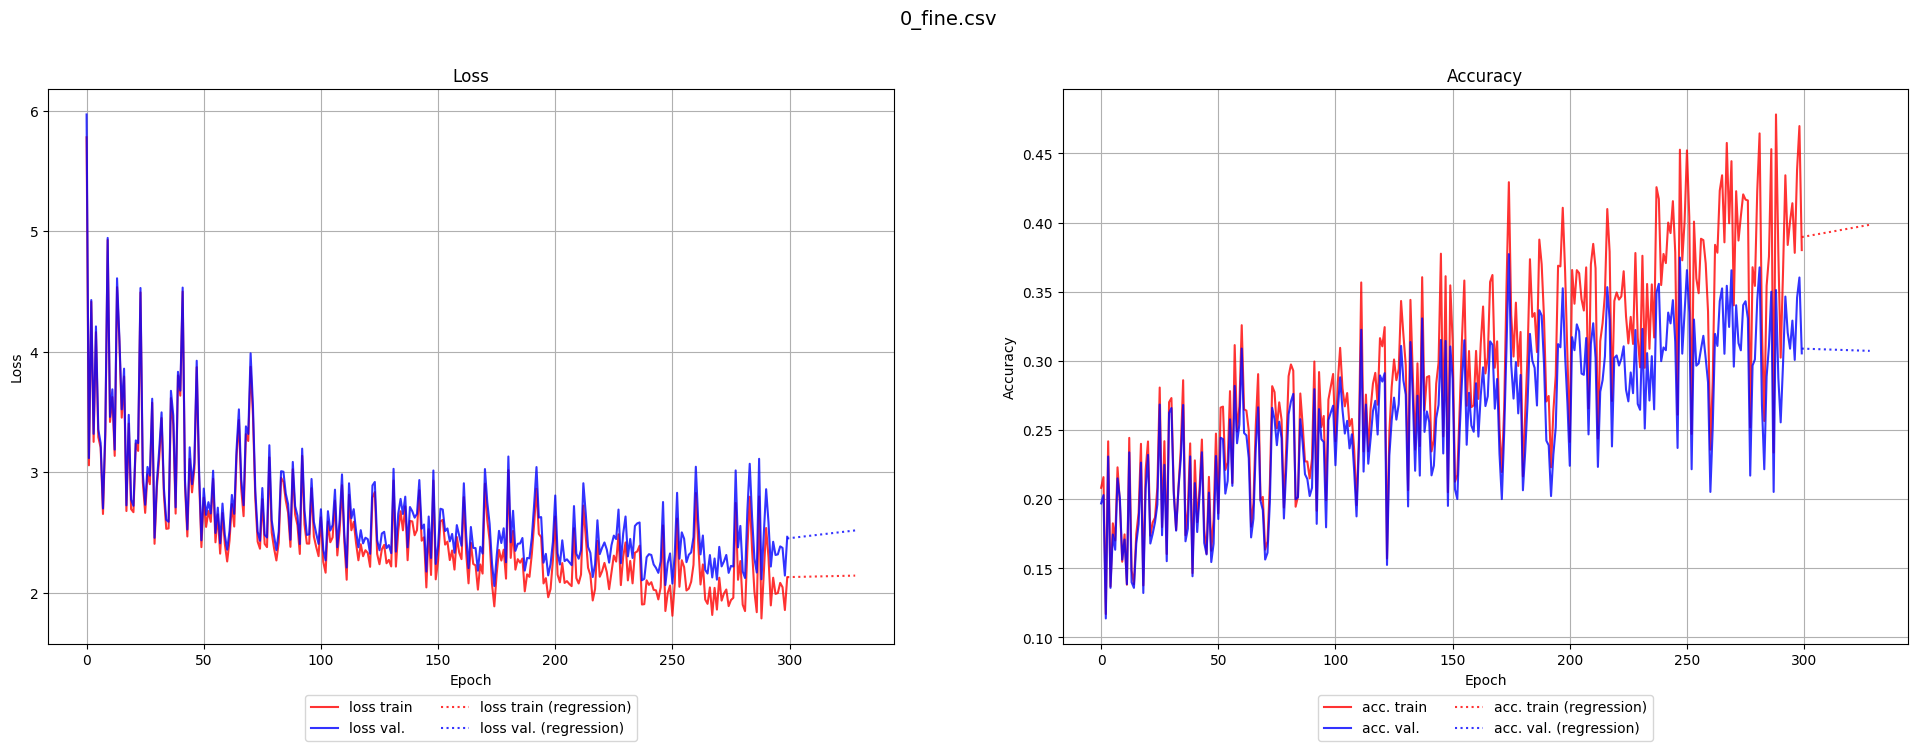 0_fine.csv
Loss
Loss
6
5
4
3
2
0 50 100 150 200 250 300
Epoch
loss train
loss val.
loss train (regression)
loss val. (regression)
Accuracy
Accuracy
0.45
0.40
0.35
0.30
0.25
0.20
0.15
0.10
0 50 100 150 200 250 300
Epoch
acc. train
acc. val.
acc. train (regression)
acc. val. (regression)